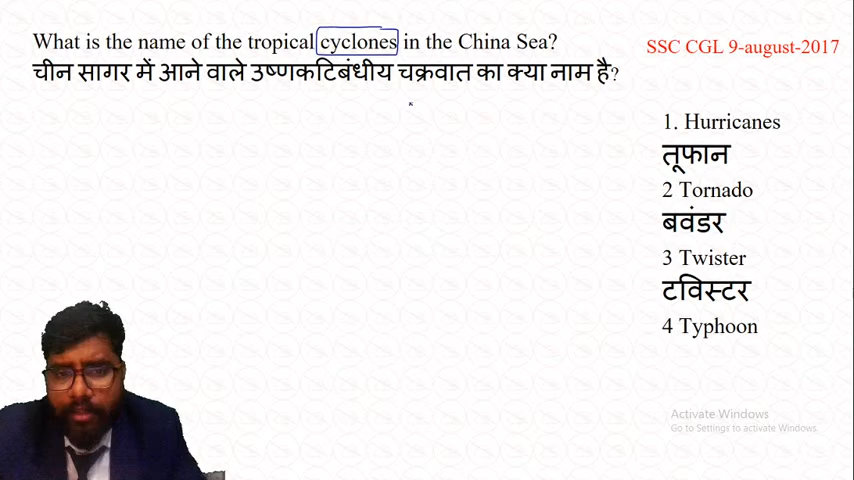 What is the name of the tropical cyclones in the China Sea?
चीन सागर में आने वाले उष्णकटिबंधीय चक्रवात का क्या नाम है?
SSC CGL 9-august-2017
1. Hurricanes
तूफान
2 Tornado
बवंडर
3 Twister
टविस्टर
4 Typhoon
Activate Windows
Go to Settings to activate Windows.